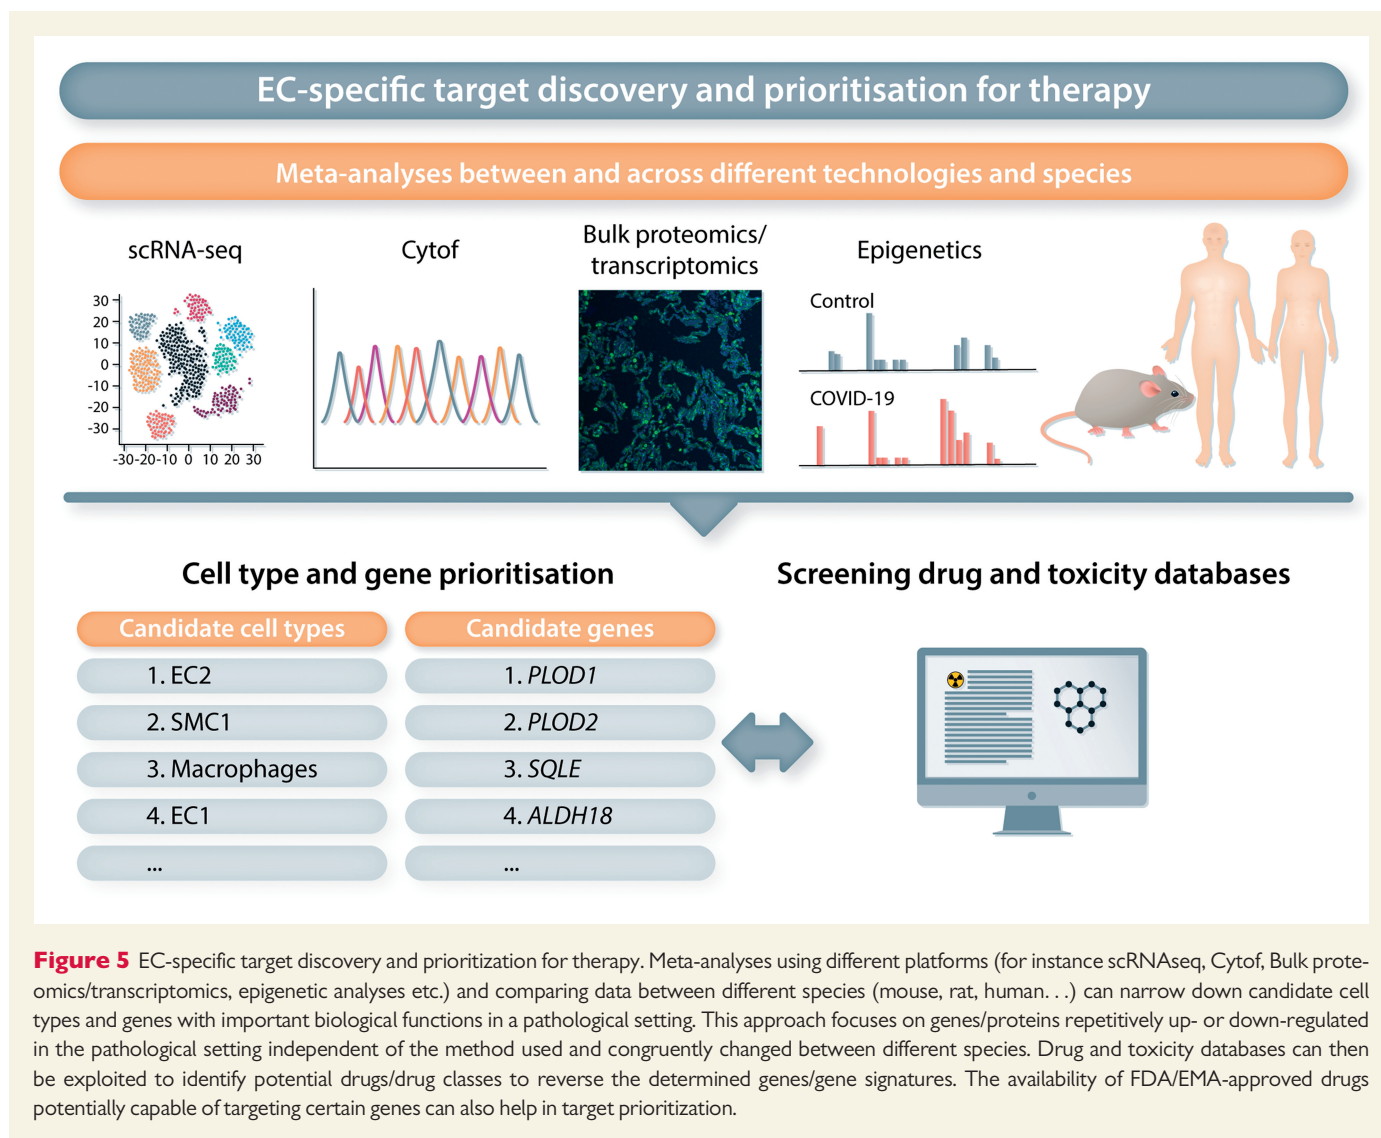 EC-specific target discovery and prioritisation for therapy
Meta-analyses between and across different technologies and species
scRNA-seq
Cytof
Bulk proteomics/
transcriptomics
Epigenetics
30
20
10
0
-10
-20
-30
-30
-20
-10
0
10
20
30
Control
COVID-19
Cell type and gene prioritisation
Screening drug and toxicity databases
Candidate cell types
Candidate genes
1. EC2
1. PLOD1
2. SMC1
2. PLOD2
3. Macrophages
3. SQLE
4. EC1
4. ALDH18
...
...
Figure 5 EC-specific target discovery and prioritization for therapy. Meta-analyses using different platforms (for instance scRNAseq, Cytof, Bulk prote-
omics/transcriptomics, epigenetic analyses etc.) and comparing data between different species (mouse, rat, human. . .) can narrow down candidate cell
types and genes with important biological functions in a pathological setting. This approach focuses on genes/proteins repetitively up- or down-regulated
in the pathological setting independent of the method used and congruently changed between different species. Drug and toxicity databases can then
be exploited to identify potential drugs/drug classes to reverse the determined genes/gene signatures. The availability of FDA/EMA-approved drugs
potentially capable of targeting certain genes can also help in target prioritization.